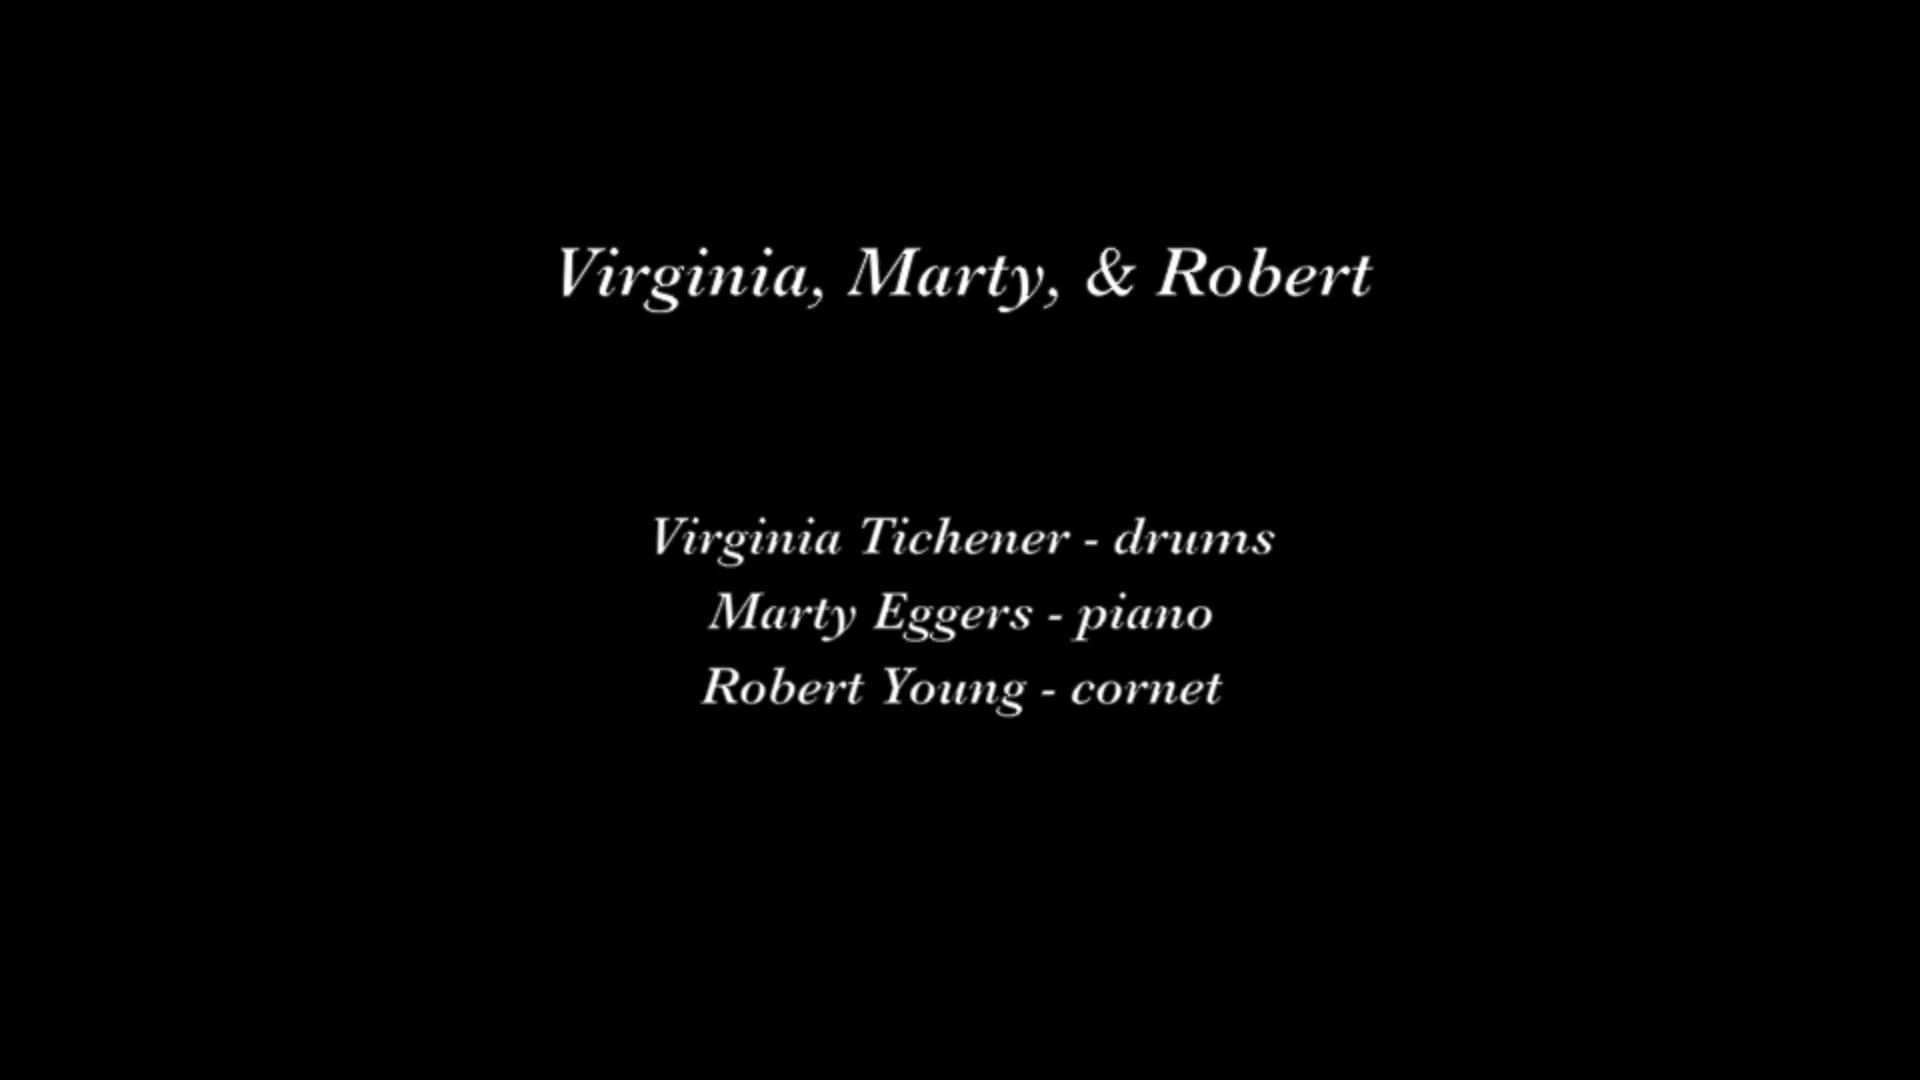 Virginia, Marty, & Robert
Virginia Tichener - drums
Marty Eggers - piano
Robert Young - cornet